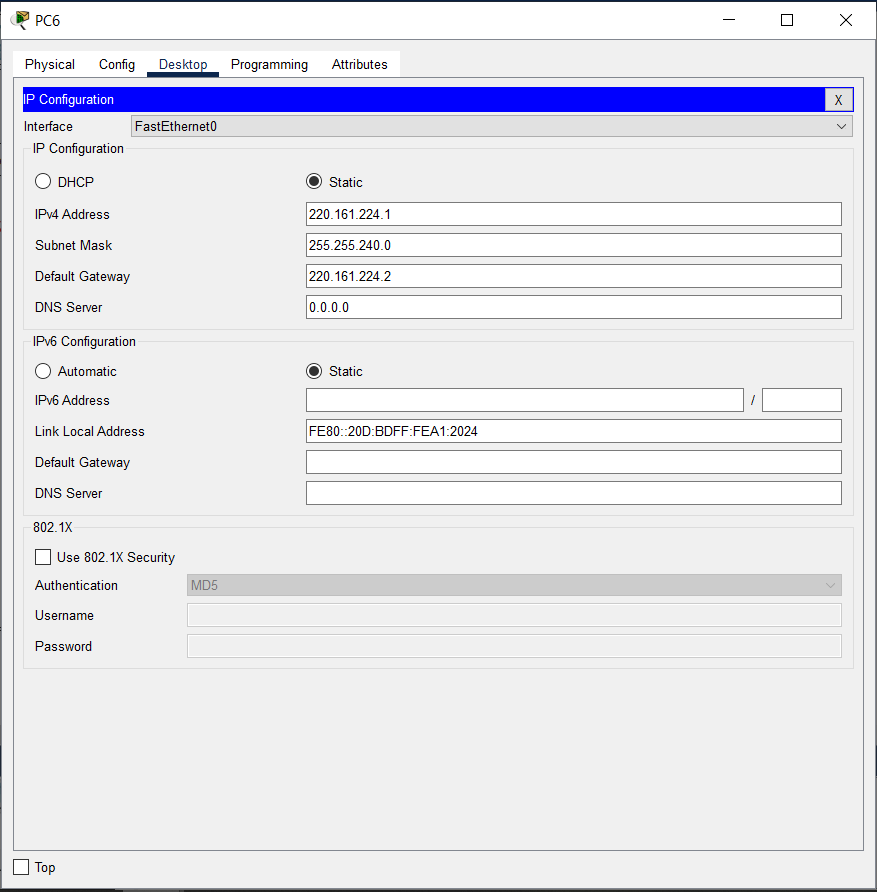 PC6
Physical Config Desktop Programming Attributes
IP Configuration X
Interface FastEthernet0
IP Configuration
DHCP Static
IPv4 Address 220.161.224.1
Subnet Mask 255.255.240.0
Default Gateway 220.161.224.2
DNS Server 0.0.0.0
IPv6 Configuration
Automatic Static
IPv6 Address /
Link Local Address FE80::20D:BDFF:FEA1:2024
Default Gateway
DNS Server
802.1X
Use 802.1X Security
Authentication MD5
Username
Password
Top